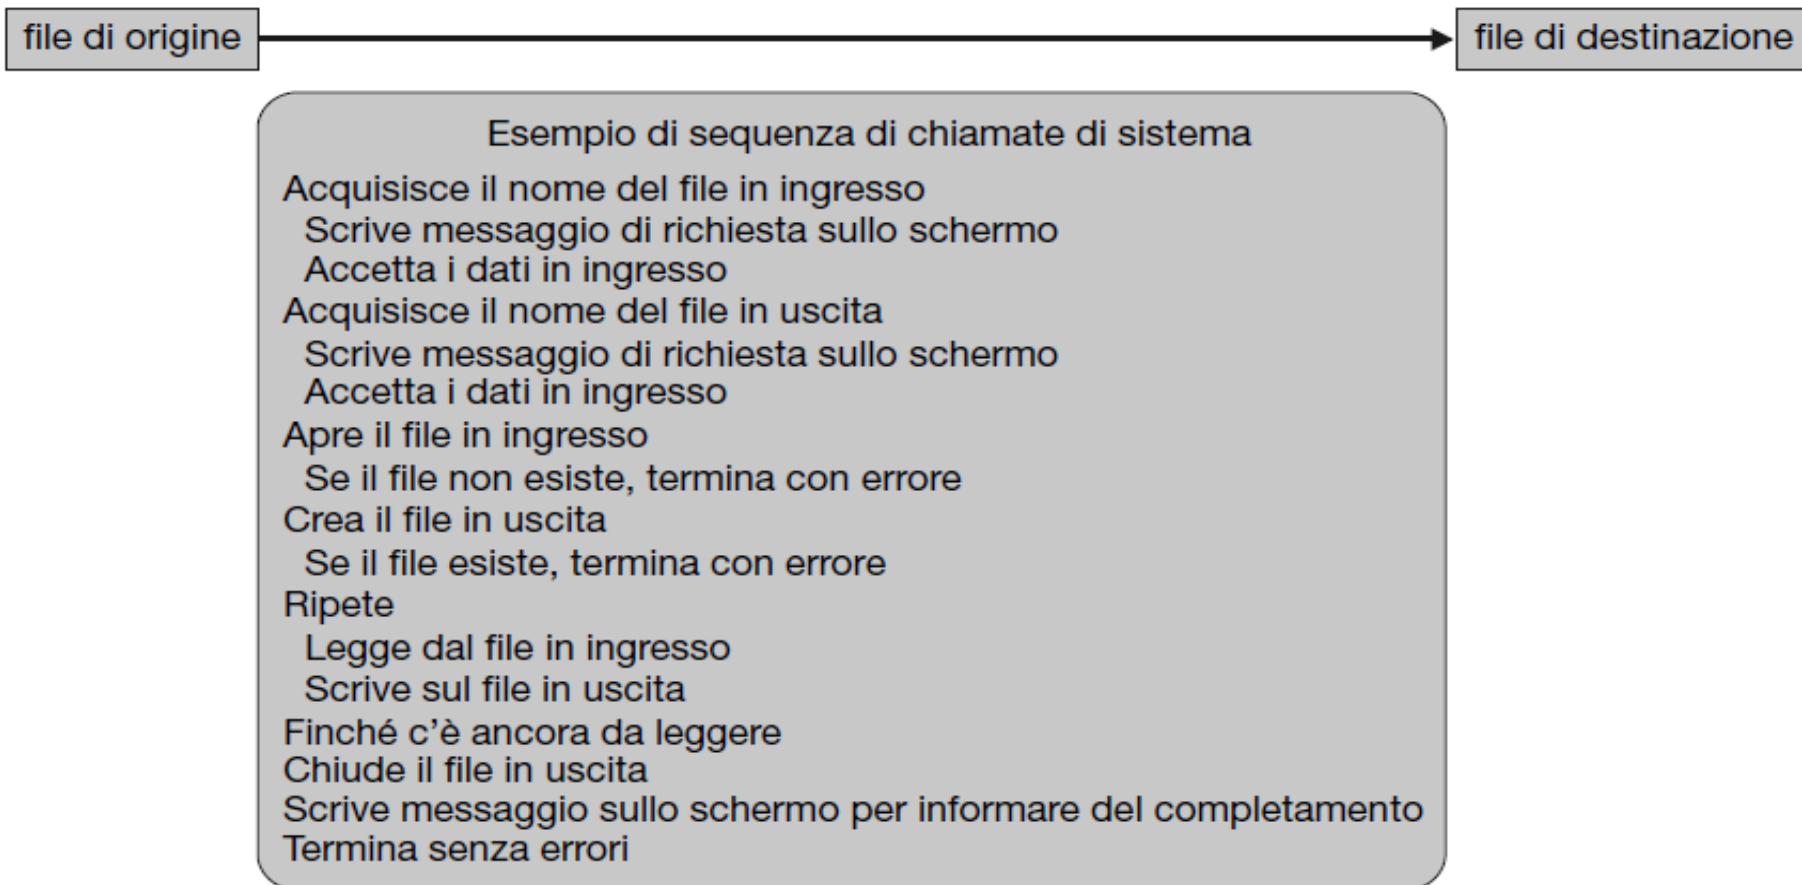 file di origine
file di destinazione
Esempio di sequenza di chiamate di sistema
Acquisisce il nome del file in ingresso
Scrive messaggio di richiesta sullo schermo
Accetta i dati in ingresso
Acquisisce il nome del file in uscita
Scrive messaggio di richiesta sullo schermo
Accetta i dati in ingresso
Apre il file in ingresso
Se il file non esiste, termina con errore
Crea il file in uscita
Se il file esiste, termina con errore
Ripete
Legge dal file in ingresso
Scrive sul file in uscita
Finché c’è ancora da leggere
Chiude il file in uscita
Scrive messaggio sullo schermo per informare del completamento
Termina senza errori